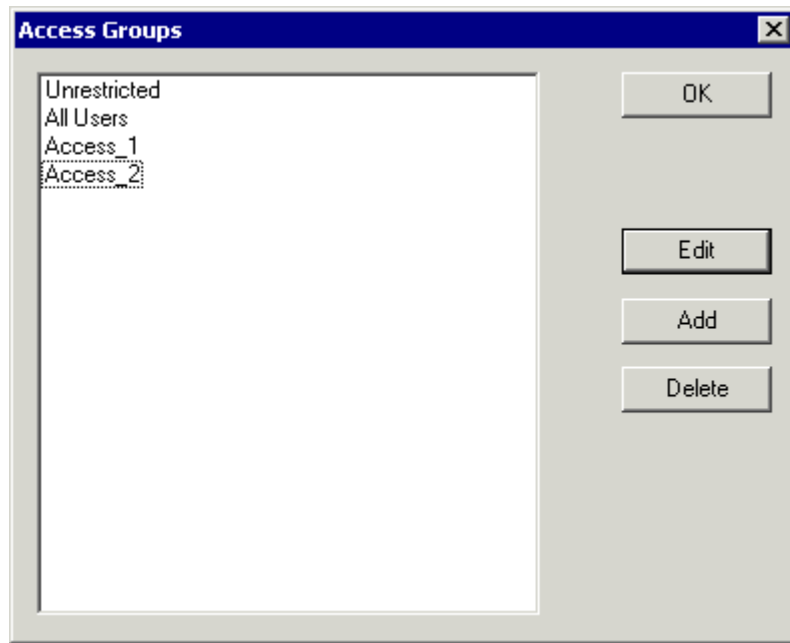 Access Groups
Unrestricted
All Users
Access_1
Access_2
OK
Edit
Add
Delete